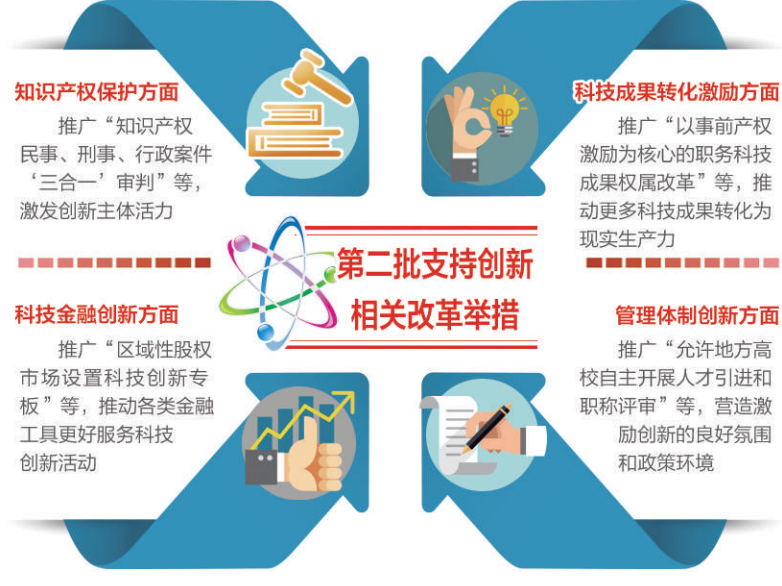 知识产权保护方面
推广“知识产权
民事、刑事、行政案件
‘三合一’审判”等，
激发创新主体活力
科技成果转化激励方面
推广“以事前产权
激励为核心的职务科技
成果权属改革”等，推
动更多科技成果转化为
现实生产力
第二批支持创新
相关改革举措
科技金融创新方面
推广“区域性股权
市场设置科技创新专
板”等，推动各类金融
工具更好服务科技
创新活动
管理体制创新方面
推广“允许地方高
校自主开展人才引进和
职称评审”等，营造激
励创新的良好氛围
和政策环境